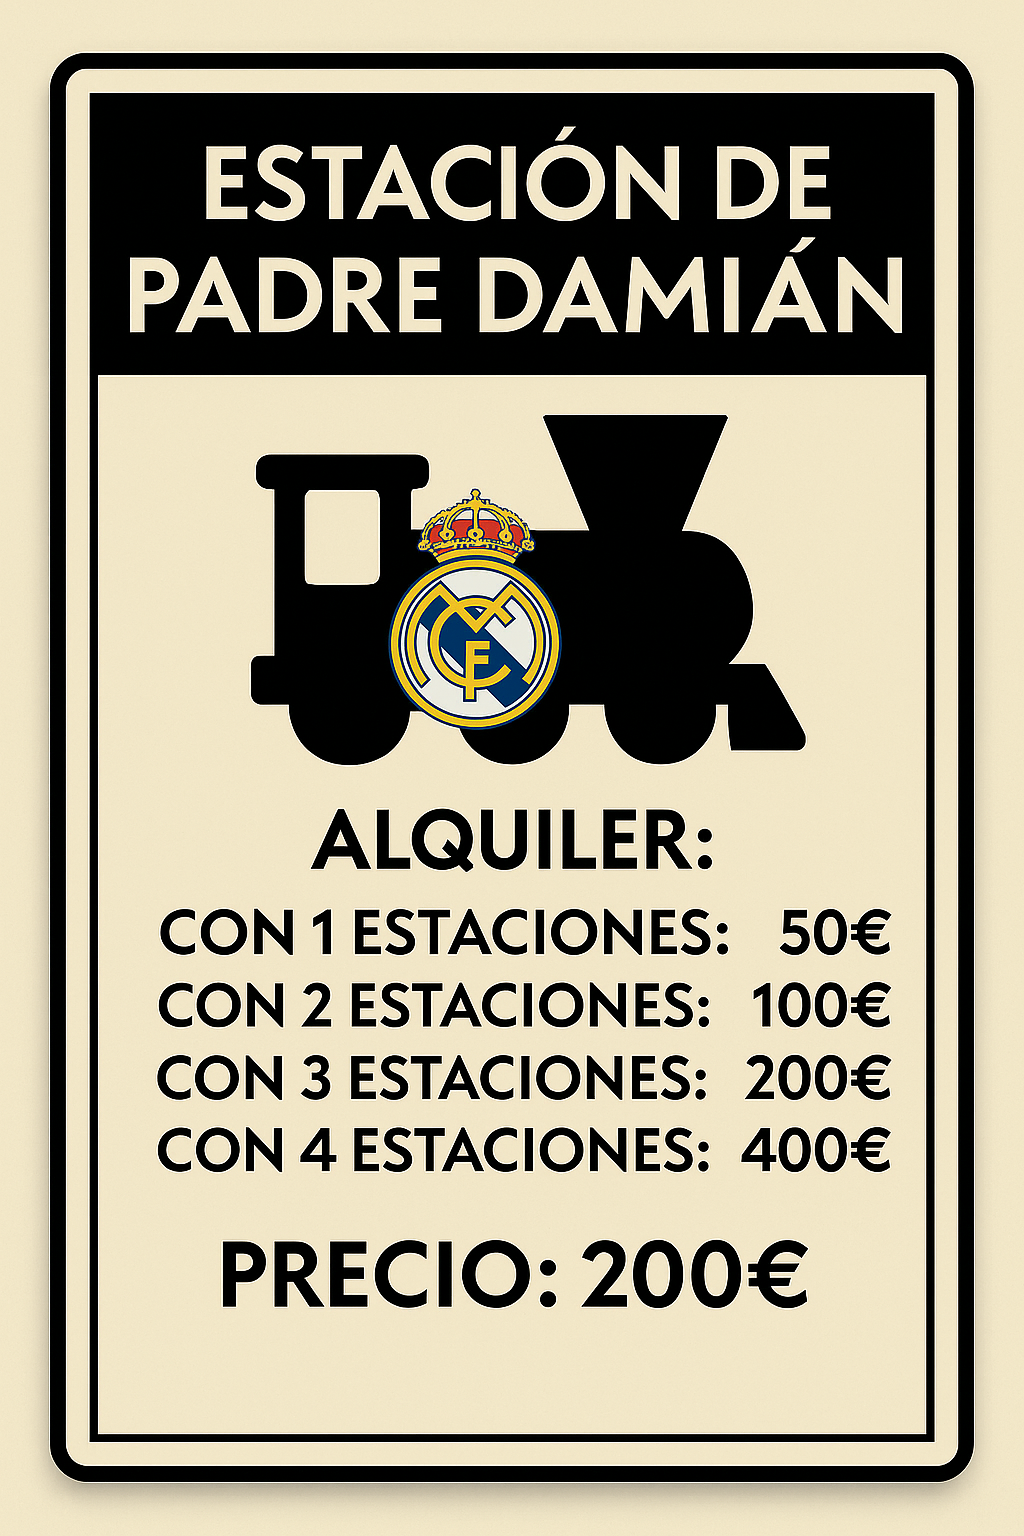 ESTACIÓN DE
PADRE DAMIÁN
ALQUILER:
CON 1 ESTACIONES: 50€
CON 2 ESTACIONES: 100€
CON 3 ESTACIONES: 200€
CON 4 ESTACIONES: 400€
PRECIO: 200€